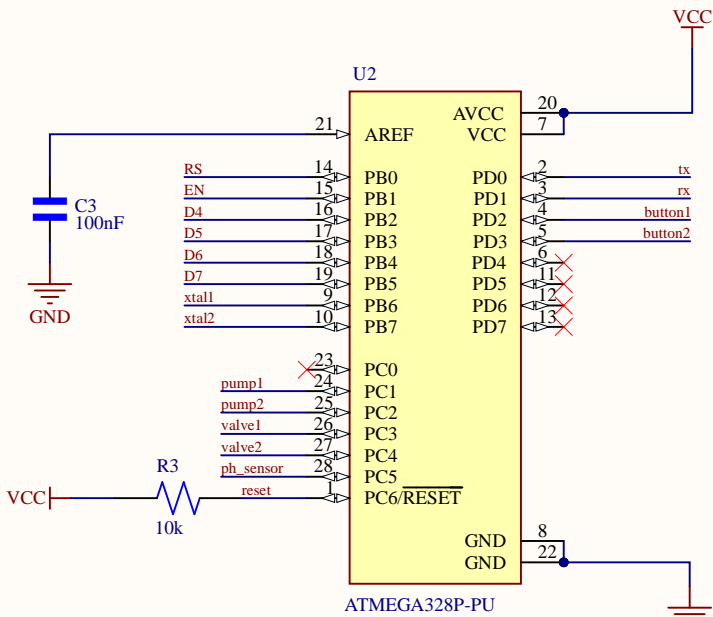 VCC
U2
21 AREF
AVCC 20
VCC 7
C3
100nF
GND
RS 14 PB0
EN 15 PB1
D4 16 PB2
D5 17 PB3
D6 18 PB4
D7 19 PB5
xtal1 9 PB6
xtal2 10 PB7
PD0 2 tx
PD1 3 rx
PD2 4 button1
PD3 5 button2
PD4 6
PD5 11
PD6 12
PD7 13
23 PC0
pump1 24 PC1
pump2 25 PC2
valve1 26 PC3
valve2 27 PC4
ph_sensor 28 PC5
VCC R3 reset 1 PC6/RESET
10k
GND 8
GND 22
ATMEGA328P-PU